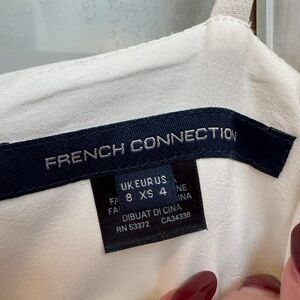 FRENCH CONNECTION
UK EUR US
8 XS 4
DIBUAT DI CINA
RN 53372 CA34338